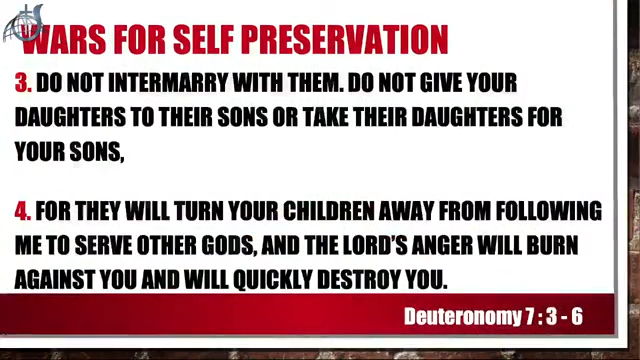 WARS FOR SELF PRESERVATION
3. DO NOT INTERMARRY WITH THEM. DO NOT GIVE YOUR
DAUGHTERS TO THEIR SONS OR TAKE THEIR DAUGHTERS FOR
YOUR SONS,
4. FOR THEY WILL TURN YOUR CHILDREN AWAY FROM FOLLOWING
ME TO SERVE OTHER GODS, AND THE LORD'S ANGER WILL BURN
AGAINST YOU AND WILL QUICKLY DESTROY YOU.
Deuteronomy 7 : 3 - 6